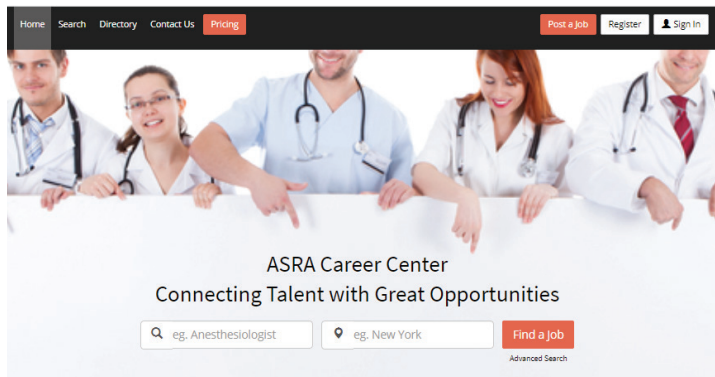 Home Search Directory Contact Us Pricing Post a Job Register Sign In
ASRA Career Center
Connecting Talent with Great Opportunities
eg. Anesthesiologist eg. New York Find a Job
Advanced Search